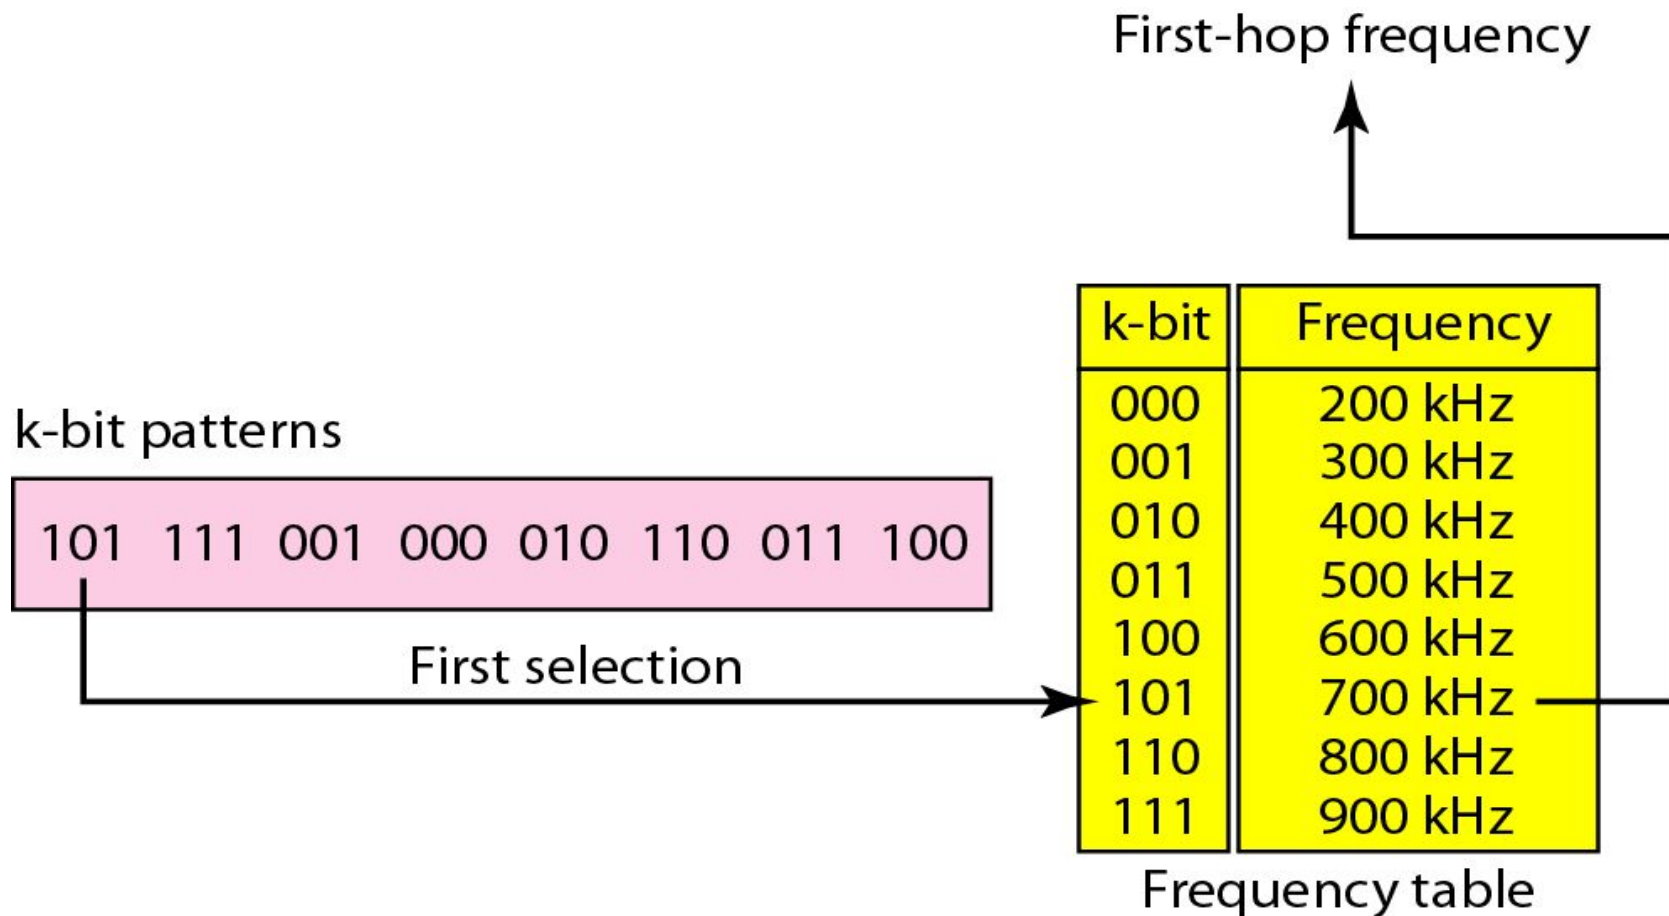 First-hop frequency
k-bit patterns
101 111 001 000 010 110 011 100
First selection
k-bit Frequency
000 200 kHz
001 300 kHz
010 400 kHz
011 500 kHz
100 600 kHz
101 700 kHz
110 800 kHz
111 900 kHz
Frequency table